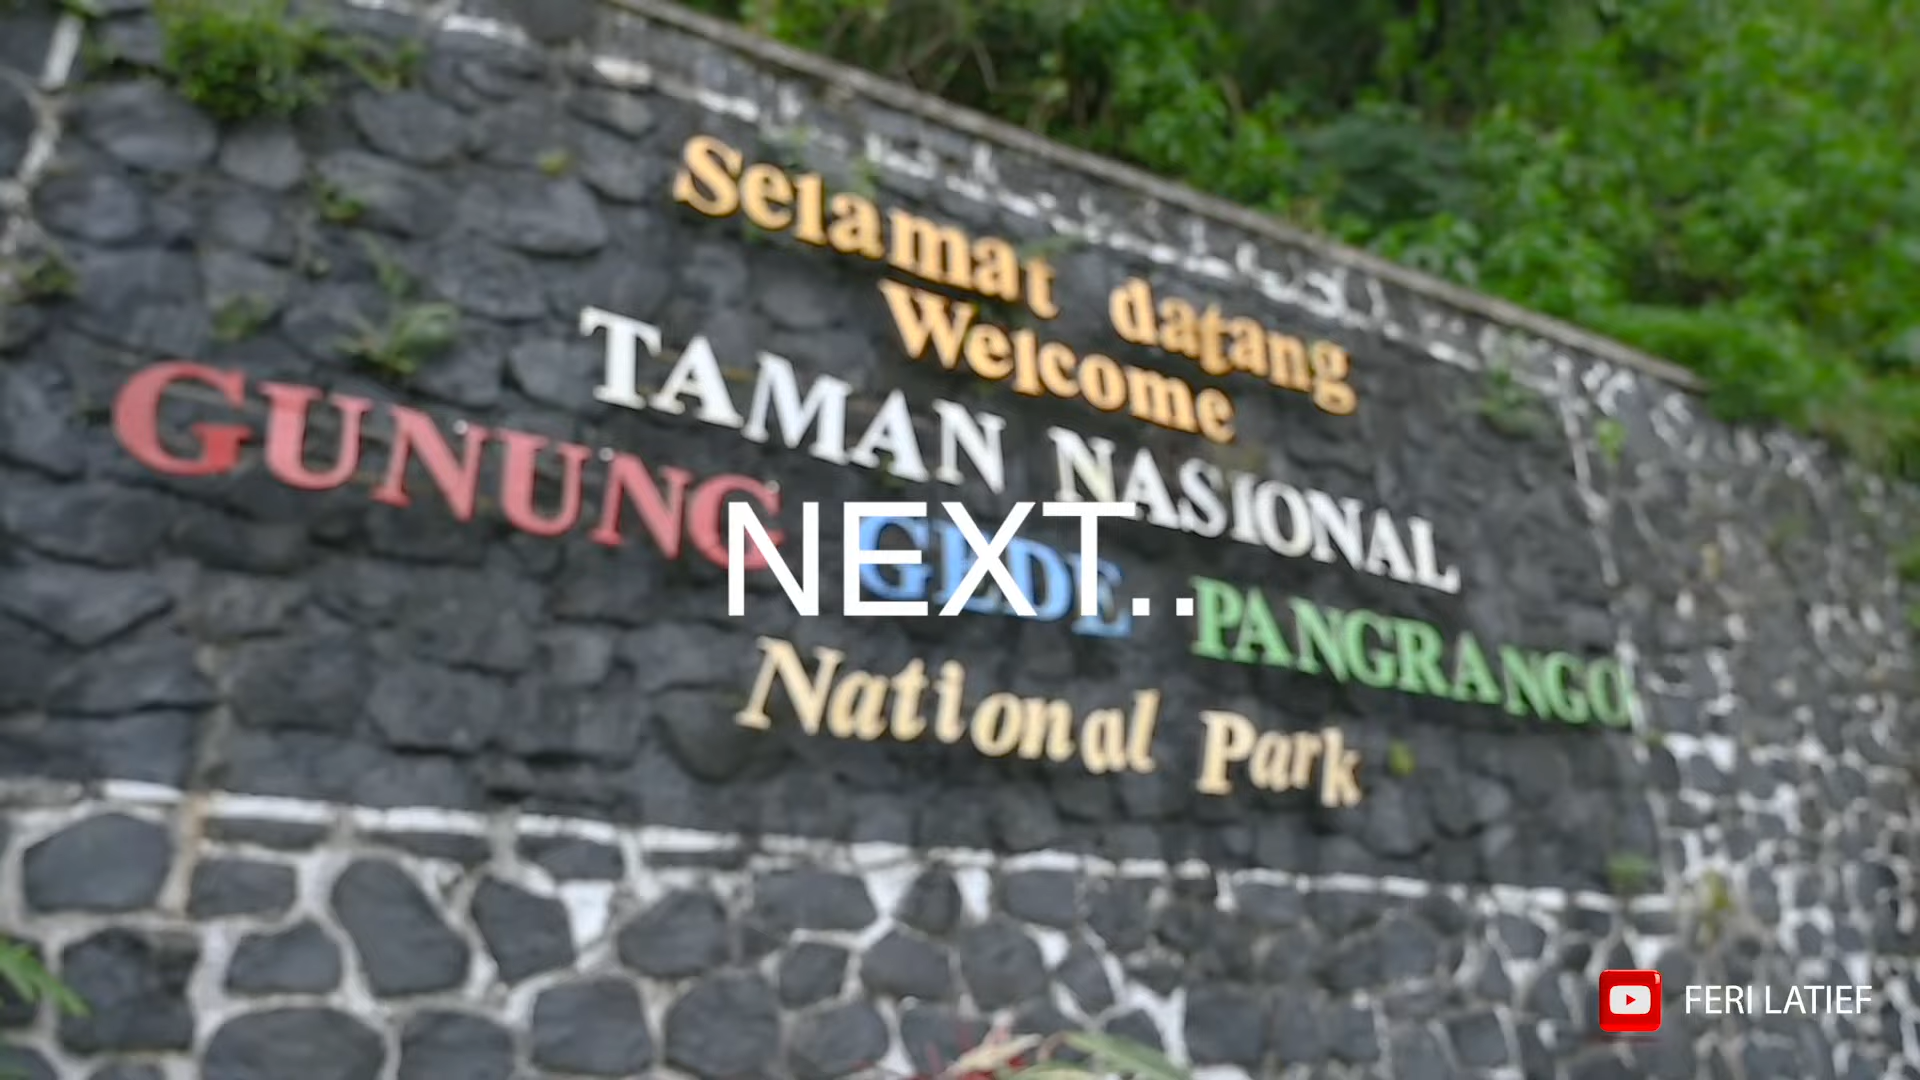 Selamat datang
Welcome
TAMAN NASIONAL
GUNUNG GEDE PANGRANGO
NEXT..
National Park
FERI LATIEF